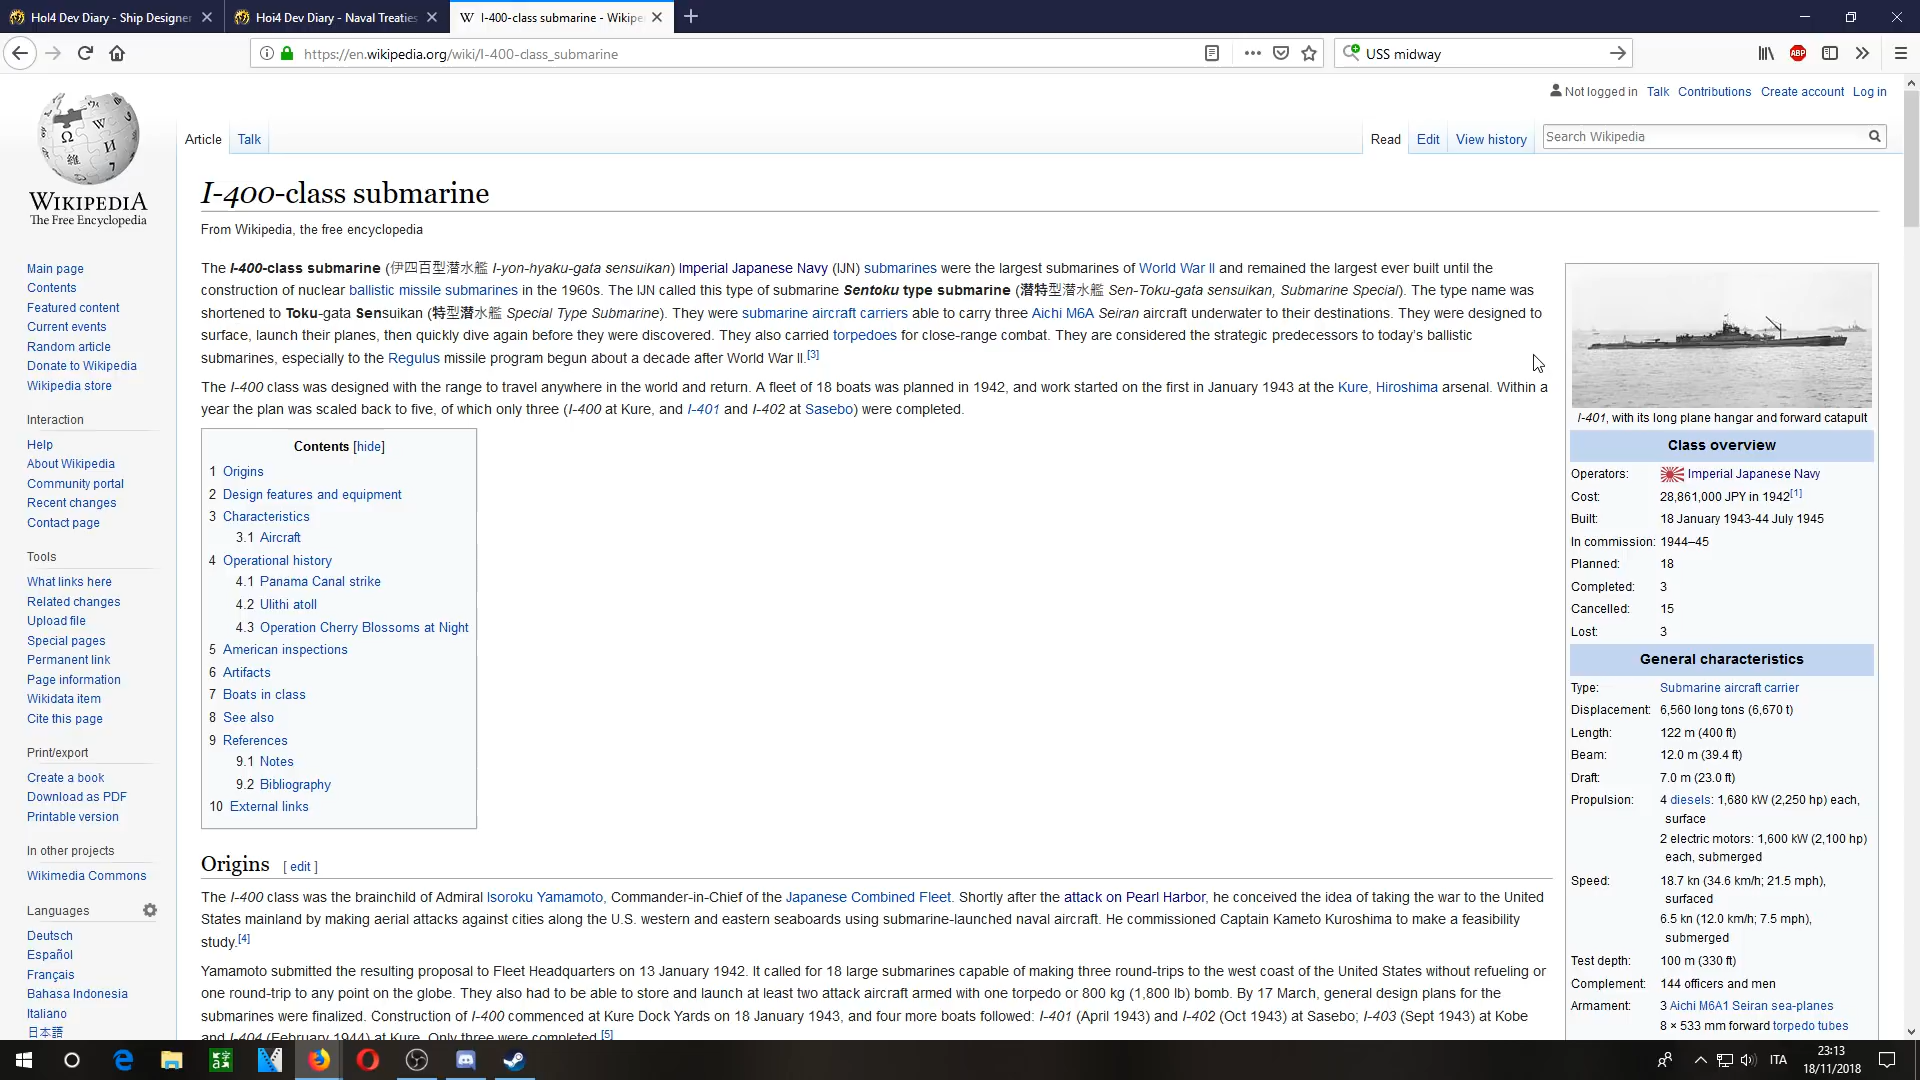 HoI4 Dev Diary - Ship Designer
HoI4 Dev Diary - Naval Treaties
W I-400-class submarine - Wikipe
https://en.wikipedia.org/wiki/I-400-class_submarine
USS midway
ABP
Not logged in Talk Contributions Create account Log in
Article Talk
Read Edit View history
Search Wikipedia
WIKIPEDIA
The Free Encyclopedia
Main page
Contents
Featured content
Current events
Random article
Donate to Wikipedia
Wikipedia store
Interaction
Help
About Wikipedia
Community portal
Recent changes
Contact page
Tools
What links here
Related changes
Upload file
Special pages
Permanent link
Page information
Wikidata item
Cite this page
Print/export
Create a book
Download as PDF
Printable version
In other projects
Wikimedia Commons
Languages
Deutsch
Español
Français
Bahasa Indonesia
Italiano
日本語
I-400-class submarine
From Wikipedia, the free encyclopedia
The I-400-class submarine (伊四百型潜水艦 I-yon-hyaku-gata sensuikan) Imperial Japanese Navy (IJN) submarines were the largest submarines of World War II and remained the largest ever built until the
construction of nuclear ballistic missile submarines in the 1960s. The IJN called this type of submarine Sentoku type submarine (潜特型潜水艦 Sen-Toku-gata sensuikan, Submarine Special). The type name was
shortened to Toku-gata Sensuikan (特型潜水艦 Special Type Submarine). They were submarine aircraft carriers able to carry three Aichi M6A Seiran aircraft underwater to their destinations. They were designed to
surface, launch their planes, then quickly dive again before they were discovered. They also carried torpedoes for close-range combat. They are considered the strategic predecessors to today's ballistic
submarines, especially to the Regulus missile program begun about a decade after World War II.[3]
The I-400 class was designed with the range to travel anywhere in the world and return. A fleet of 18 boats was planned in 1942, and work started on the first in January 1943 at the Kure, Hiroshima arsenal. Within a
year the plan was scaled back to five, of which only three (I-400 at Kure, and I-401 and I-402 at Sasebo) were completed.
Contents [hide]
1 Origins
2 Design features and equipment
3 Characteristics
3.1 Aircraft
4 Operational history
4.1 Panama Canal strike
4.2 Ulithi atoll
4.3 Operation Cherry Blossoms at Night
5 American inspections
6 Artifacts
7 Boats in class
8 See also
9 References
9.1 Notes
9.2 Bibliography
10 External links
Origins [ edit ]
The I-400 class was the brainchild of Admiral Isoroku Yamamoto, Commander-in-Chief of the Japanese Combined Fleet. Shortly after the attack on Pearl Harbor, he conceived the idea of taking the war to the United
States mainland by making aerial attacks against cities along the U.S. western and eastern seaboards using submarine-launched naval aircraft. He commissioned Captain Kameto Kuroshima to make a feasibility
study.[4]
Yamamoto submitted the resulting proposal to Fleet Headquarters on 13 January 1942. It called for 18 large submarines capable of making three round-trips to the west coast of the United States without refueling or
one round-trip to any point on the globe. They also had to be able to store and launch at least two attack aircraft armed with one torpedo or 800 kg (1,800 lb) bomb. By 17 March, general design plans for the
submarines were finalized. Construction of I-400 commenced at Kure Dock Yards on 18 January 1943, and four more boats followed: I-401 (April 1943) and I-402 (Oct 1943) at Sasebo; I-403 (Sept 1943) at Kobe
and I-404 (February 1944) at Kure. Only three were completed.[5]
I-401, with its long plane hangar and forward catapult
Class overview
Operators: Imperial Japanese Navy
Cost: 28,861,000 JPY in 1942[1]
Built: 18 January 1943-44 July 1945
In commission: 1944–45
Planned: 18
Completed: 3
Cancelled: 15
Lost: 3
General characteristics
Type: Submarine aircraft carrier
Displacement: 6,560 long tons (6,670 t)
Length: 122 m (400 ft)
Beam: 12.0 m (39.4 ft)
Draft: 7.0 m (23.0 ft)
Propulsion: 4 diesels: 1,680 kW (2,250 hp) each,
surface
2 electric motors: 1,600 kW (2,100 hp)
each, submerged
Speed: 18.7 kn (34.6 km/h; 21.5 mph),
surfaced
6.5 kn (12.0 km/h; 7.5 mph),
submerged
Test depth: 100 m (330 ft)
Complement: 144 officers and men
Armament: 3 Aichi M6A1 Seiran sea-planes
8 × 533 mm forward torpedo tubes
ITA
23:13
18/11/2018